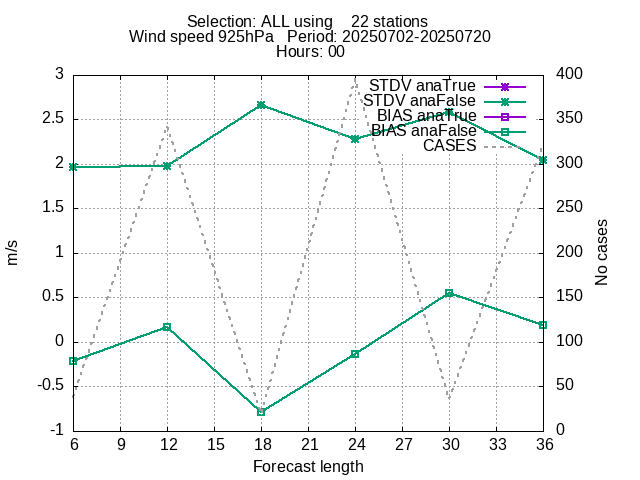 Selection: ALL using 22 stations
Wind speed 925hPa Period: 20250702-20250720
Hours: 00
3
2.5
2
1.5
1
0.5
0
-0.5
-1
400
350
300
250
200
150
100
50
0
STDV anaTrue
STDV anaFalse
BIAS anaTrue
BIAS anaFalse
CASES
m/s
No cases
6 9 12 15 18 21 24 27 30 33 36
Forecast length